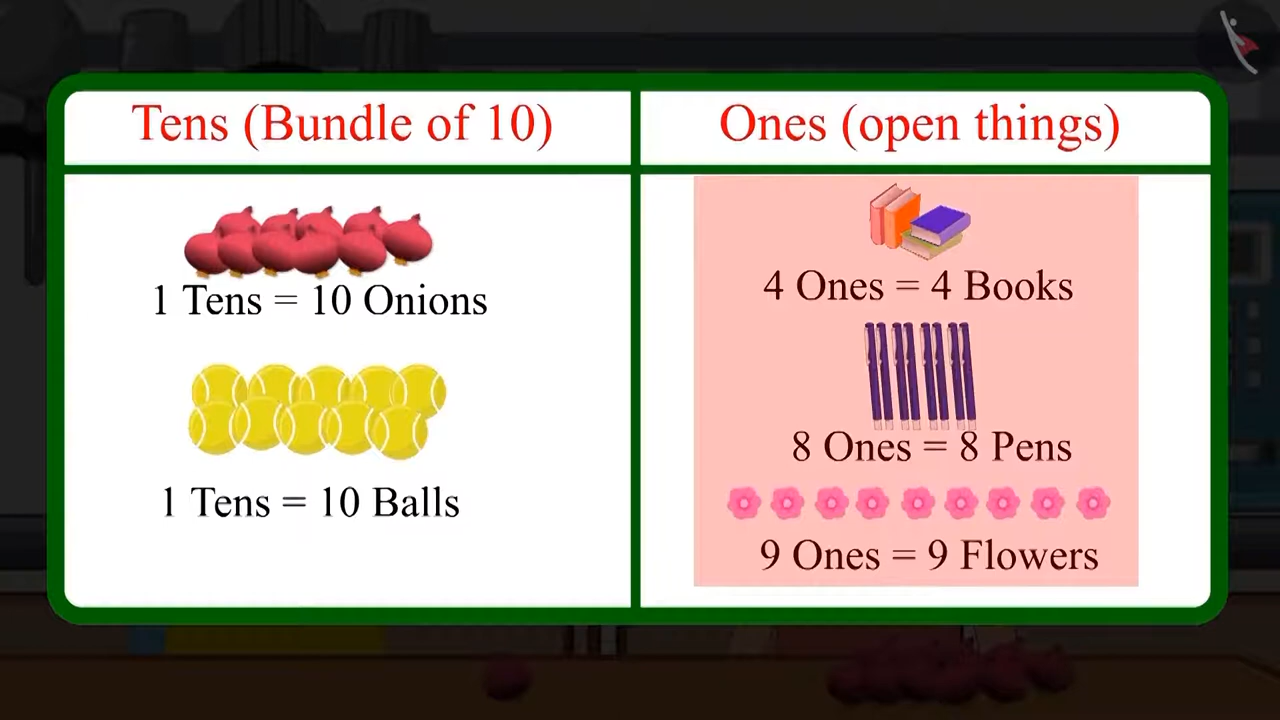 Tens (Bundle of 10)
Ones (open things)
1 Tens = 10 Onions
1 Tens = 10 Balls
4 Ones = 4 Books
8 Ones = 8 Pens
9 Ones = 9 Flowers